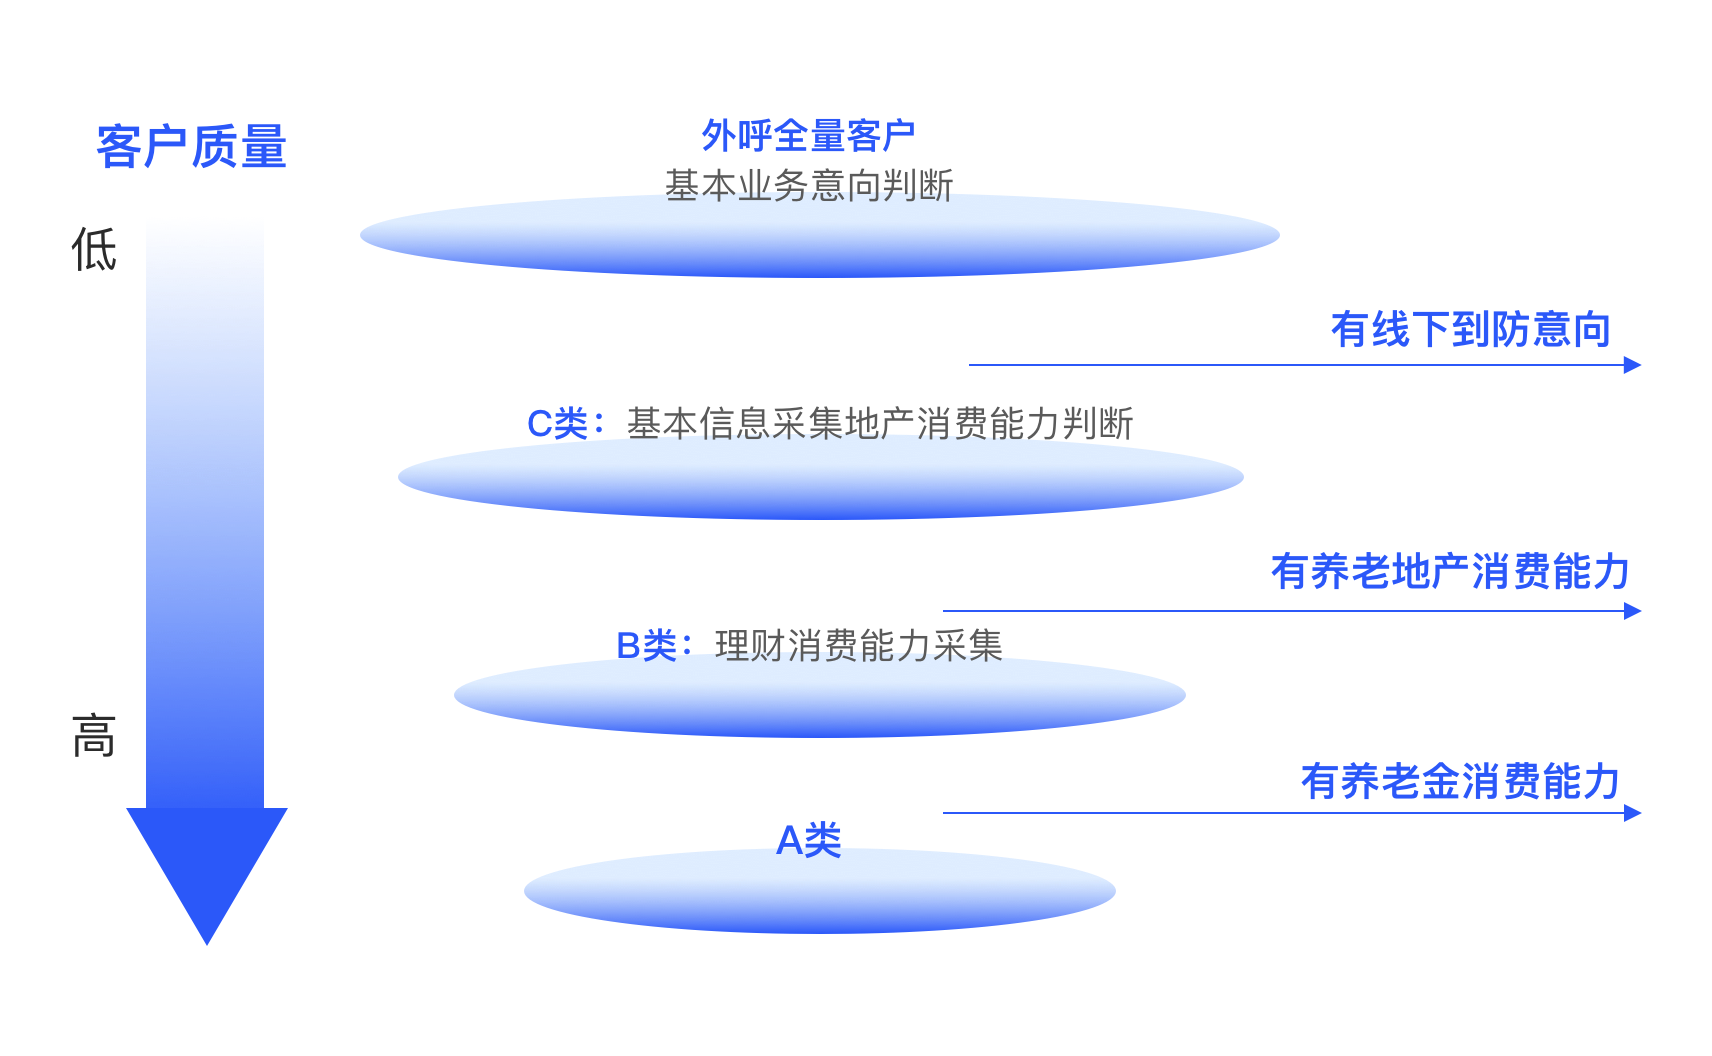 客户质量
外呼全量客户
基本业务意向判断
低
有线下到防意向
C类：基本信息采集地产消费能力判断
有养老地产消费能力
B类：理财消费能力采集
高
有养老金消费能力
A类